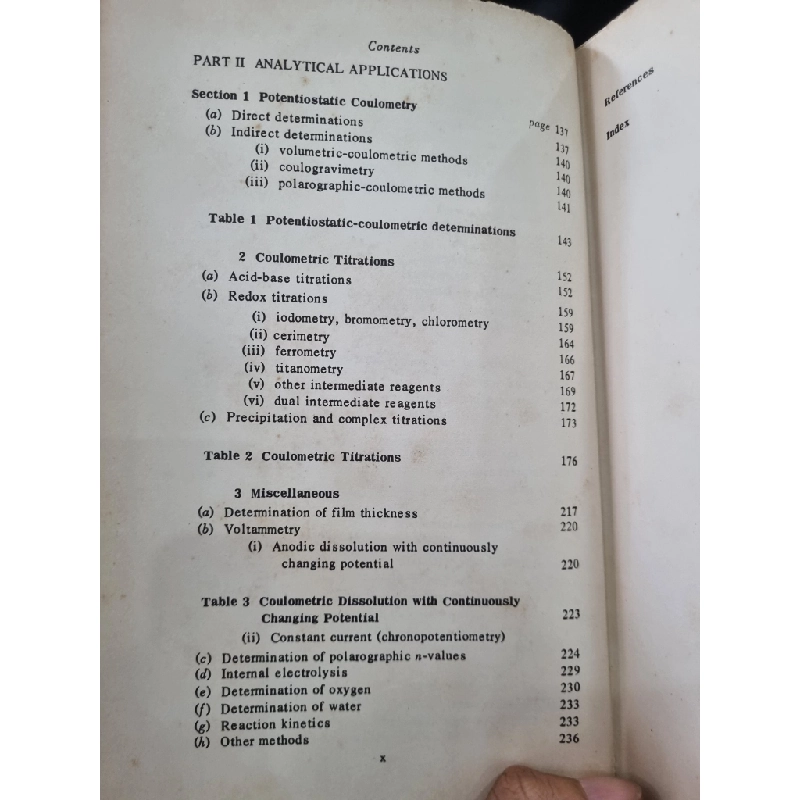 Contents
PART II ANALYTICAL APPLICATIONS
Section 1 Potentiostatic Coulometry page 137
(a) Direct determinations 137
(b) Indirect determinations 140
(i) volumetric-coulometric methods 140
(ii) coulogravimetry 140
(iii) polarographic-coulometric methods 141
Table 1 Potentiostatic-coulometric determinations 143
2 Coulometric Titrations 152
(a) Acid-base titrations 152
(b) Redox titrations 159
(i) iodometry, bromometry, chlorometry 159
(ii) cerimetry 164
(iii) ferrometry 166
(iv) titanometry 167
(v) other intermediate reagents 169
(vi) dual intermediate reagents 172
(c) Precipitation and complex titrations 173
Table 2 Coulometric Titrations 176
3 Miscellaneous
(a) Determination of film thickness 217
(b) Voltammetry 220
(i) Anodic dissolution with continuously
changing potential 220
Table 3 Coulometric Dissolution with Continuously
Changing Potential 223
(ii) Constant current (chronopotentiometry)
(c) Determination of polarographic n-values 224
(d) Internal electrolysis 229
(e) Determination of oxygen 230
(f) Determination of water 233
(g) Reaction kinetics 233
(h) Other methods 236
x
References
Index